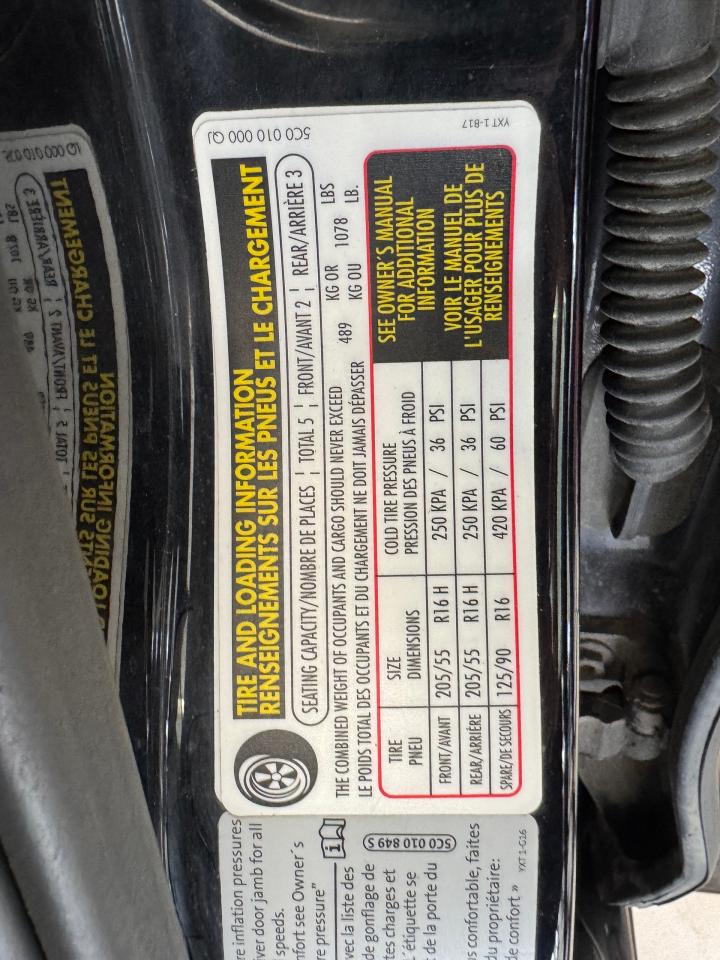 5C0 010 000 QJ
TIRE AND LOADING INFORMATION
RENSEIGNEMENTS SUR LES PNEUS ET LE CHARGEMENT
SEATING CAPACITY/NOMBRE DE PLACES ¦ TOTAL 5 ¦ FRONT/AVANT 2 ¦ REAR/ARRIÈRE 3
THE COMBINED WEIGHT OF OCCUPANTS AND CARGO SHOULD NEVER EXCEED 489 KG OR 1078 LBS
LE POIDS TOTAL DES OCCUPANTS ET DU CHARGEMENT NE DOIT JAMAIS DÉPASSER KG OU LB.
TIRE SIZE COLD TIRE PRESSURE
PNEU DIMENSIONS PRESSION DES PNEUS À FROID
FRONT/AVANT 205/55 R16 H 250 KPA / 36 PSI
REAR/ARRIÈRE 205/55 R16 H 250 KPA / 36 PSI
SPARE/DE SECOURS 125/90 R16 420 KPA / 60 PSI
SEE OWNER'S MANUAL
FOR ADDITIONAL
INFORMATION
VOIR LE MANUEL DE
L'USAGER POUR PLUS DE
RENSEIGNEMENTS
YXT 1-B17
re inflation pressures
ver door jamb for all
speeds.
nfort see Owner´s
re pressure”
vec la liste des
de gonflage de
tes charges et
L'étiquette se
de la porte du
os confortable, faites
du propriétaire:
de confort »
5C0 010 849 S
YXT 1-G16